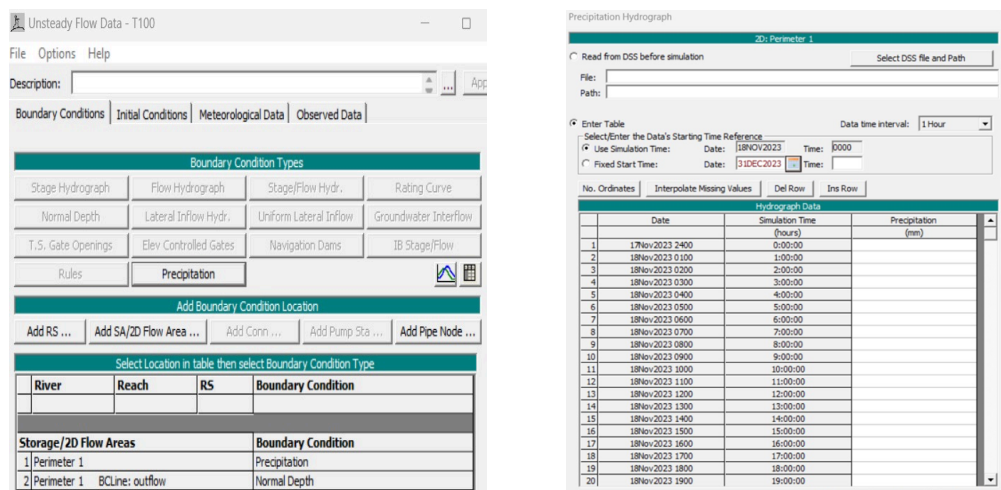 Unsteady Flow Data - T100
File Options Help
Description:
... App
Boundary Conditions Initial Conditions Meteorological Data Observed Data
Boundary Condition Types
Stage Hydrograph Flow Hydrograph Stage/Flow Hydr. Rating Curve
Normal Depth Lateral Inflow Hydr. Uniform Lateral Inflow Groundwater Interflow
T.S. Gate Openings Elev Controlled Gates Navigation Dams IB Stage/Flow
Rules Precipitation
Add Boundary Condition Location
Add RS ... Add SA/2D Flow Area ... Add Conn ... Add Pump Sta ... Add Pipe Node ...
Select Location in table then select Boundary Condition Type
River Reach RS Boundary Condition
Storage/2D Flow Areas Boundary Condition
1 Perimeter 1 Precipitation
2 Perimeter 1 BCLine: outflow Normal Depth
Precipitation Hydrograph
2D: Perimeter 1
Read from DSS before simulation Select DSS file and Path
File:
Path:
Enter Table Data time interval: 1 Hour
Select/Enter the Data's Starting Time Reference
Use Simulation Time: Date: 18NOV2023 Time: 0000
Fixed Start Time: Date: 31DEC2023 Time:
No. Ordinates Interpolate Missing Values Del Row Ins Row
Hydrograph Data
Date Simulation Time Precipitation
(hours) (mm)
1 17Nov2023 2400 0:00:00
2 18Nov2023 0100 1:00:00
3 18Nov2023 0200 2:00:00
4 18Nov2023 0300 3:00:00
5 18Nov2023 0400 4:00:00
6 18Nov2023 0500 5:00:00
7 18Nov2023 0600 6:00:00
8 18Nov2023 0700 7:00:00
9 18Nov2023 0800 8:00:00
10 18Nov2023 0900 9:00:00
11 18Nov2023 1000 10:00:00
12 18Nov2023 1100 11:00:00
13 18Nov2023 1200 12:00:00
14 18Nov2023 1300 13:00:00
15 18Nov2023 1400 14:00:00
16 18Nov2023 1500 15:00:00
17 18Nov2023 1600 16:00:00
18 18Nov2023 1700 17:00:00
19 18Nov2023 1800 18:00:00
20 18Nov2023 1900 19:00:00